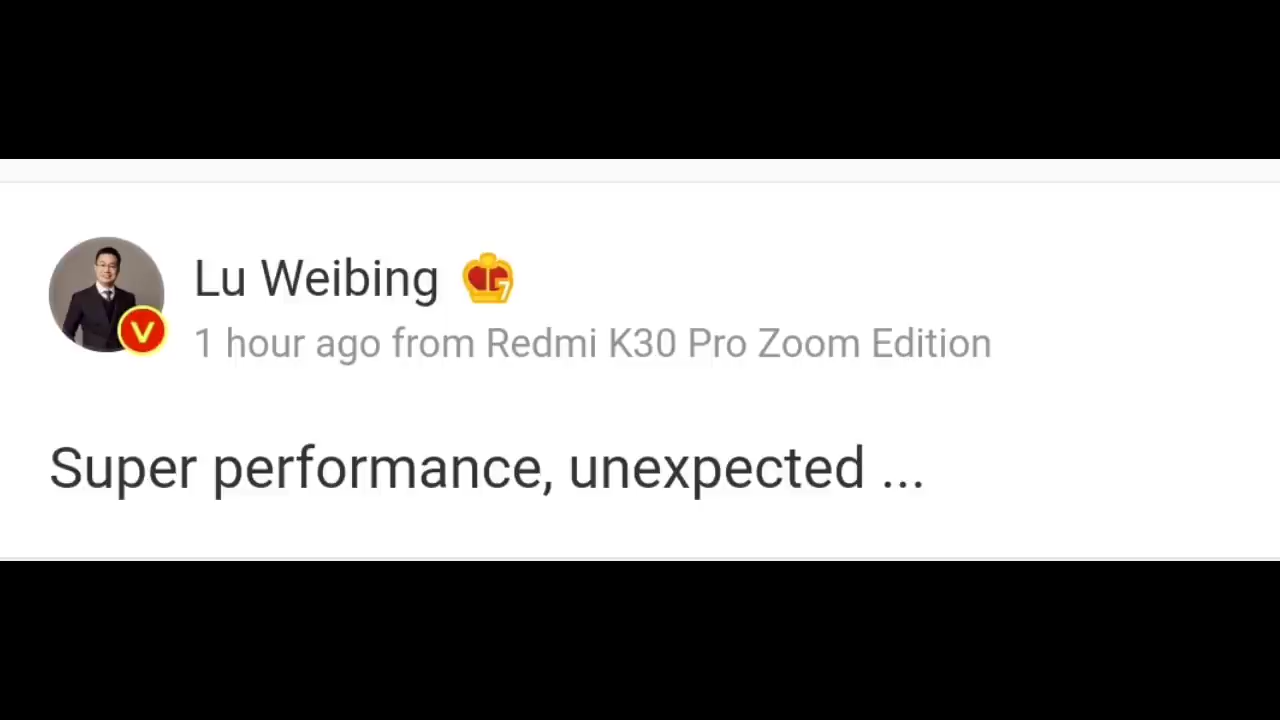 Lu Weibing
1 hour ago from Redmi K30 Pro Zoom Edition
Super performance, unexpected ...